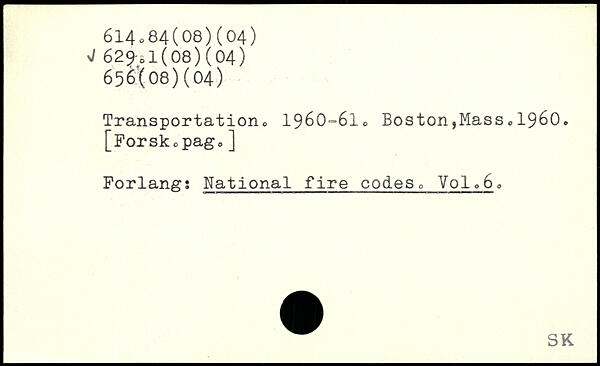 614.84(08)(04)
√ 629.1(08)(04)
656(08)(04)
Transportation. 1960-61. Boston,Mass.1960.
[Forsk.pag.]
Forlang: National fire codes. Vol.6.
SK